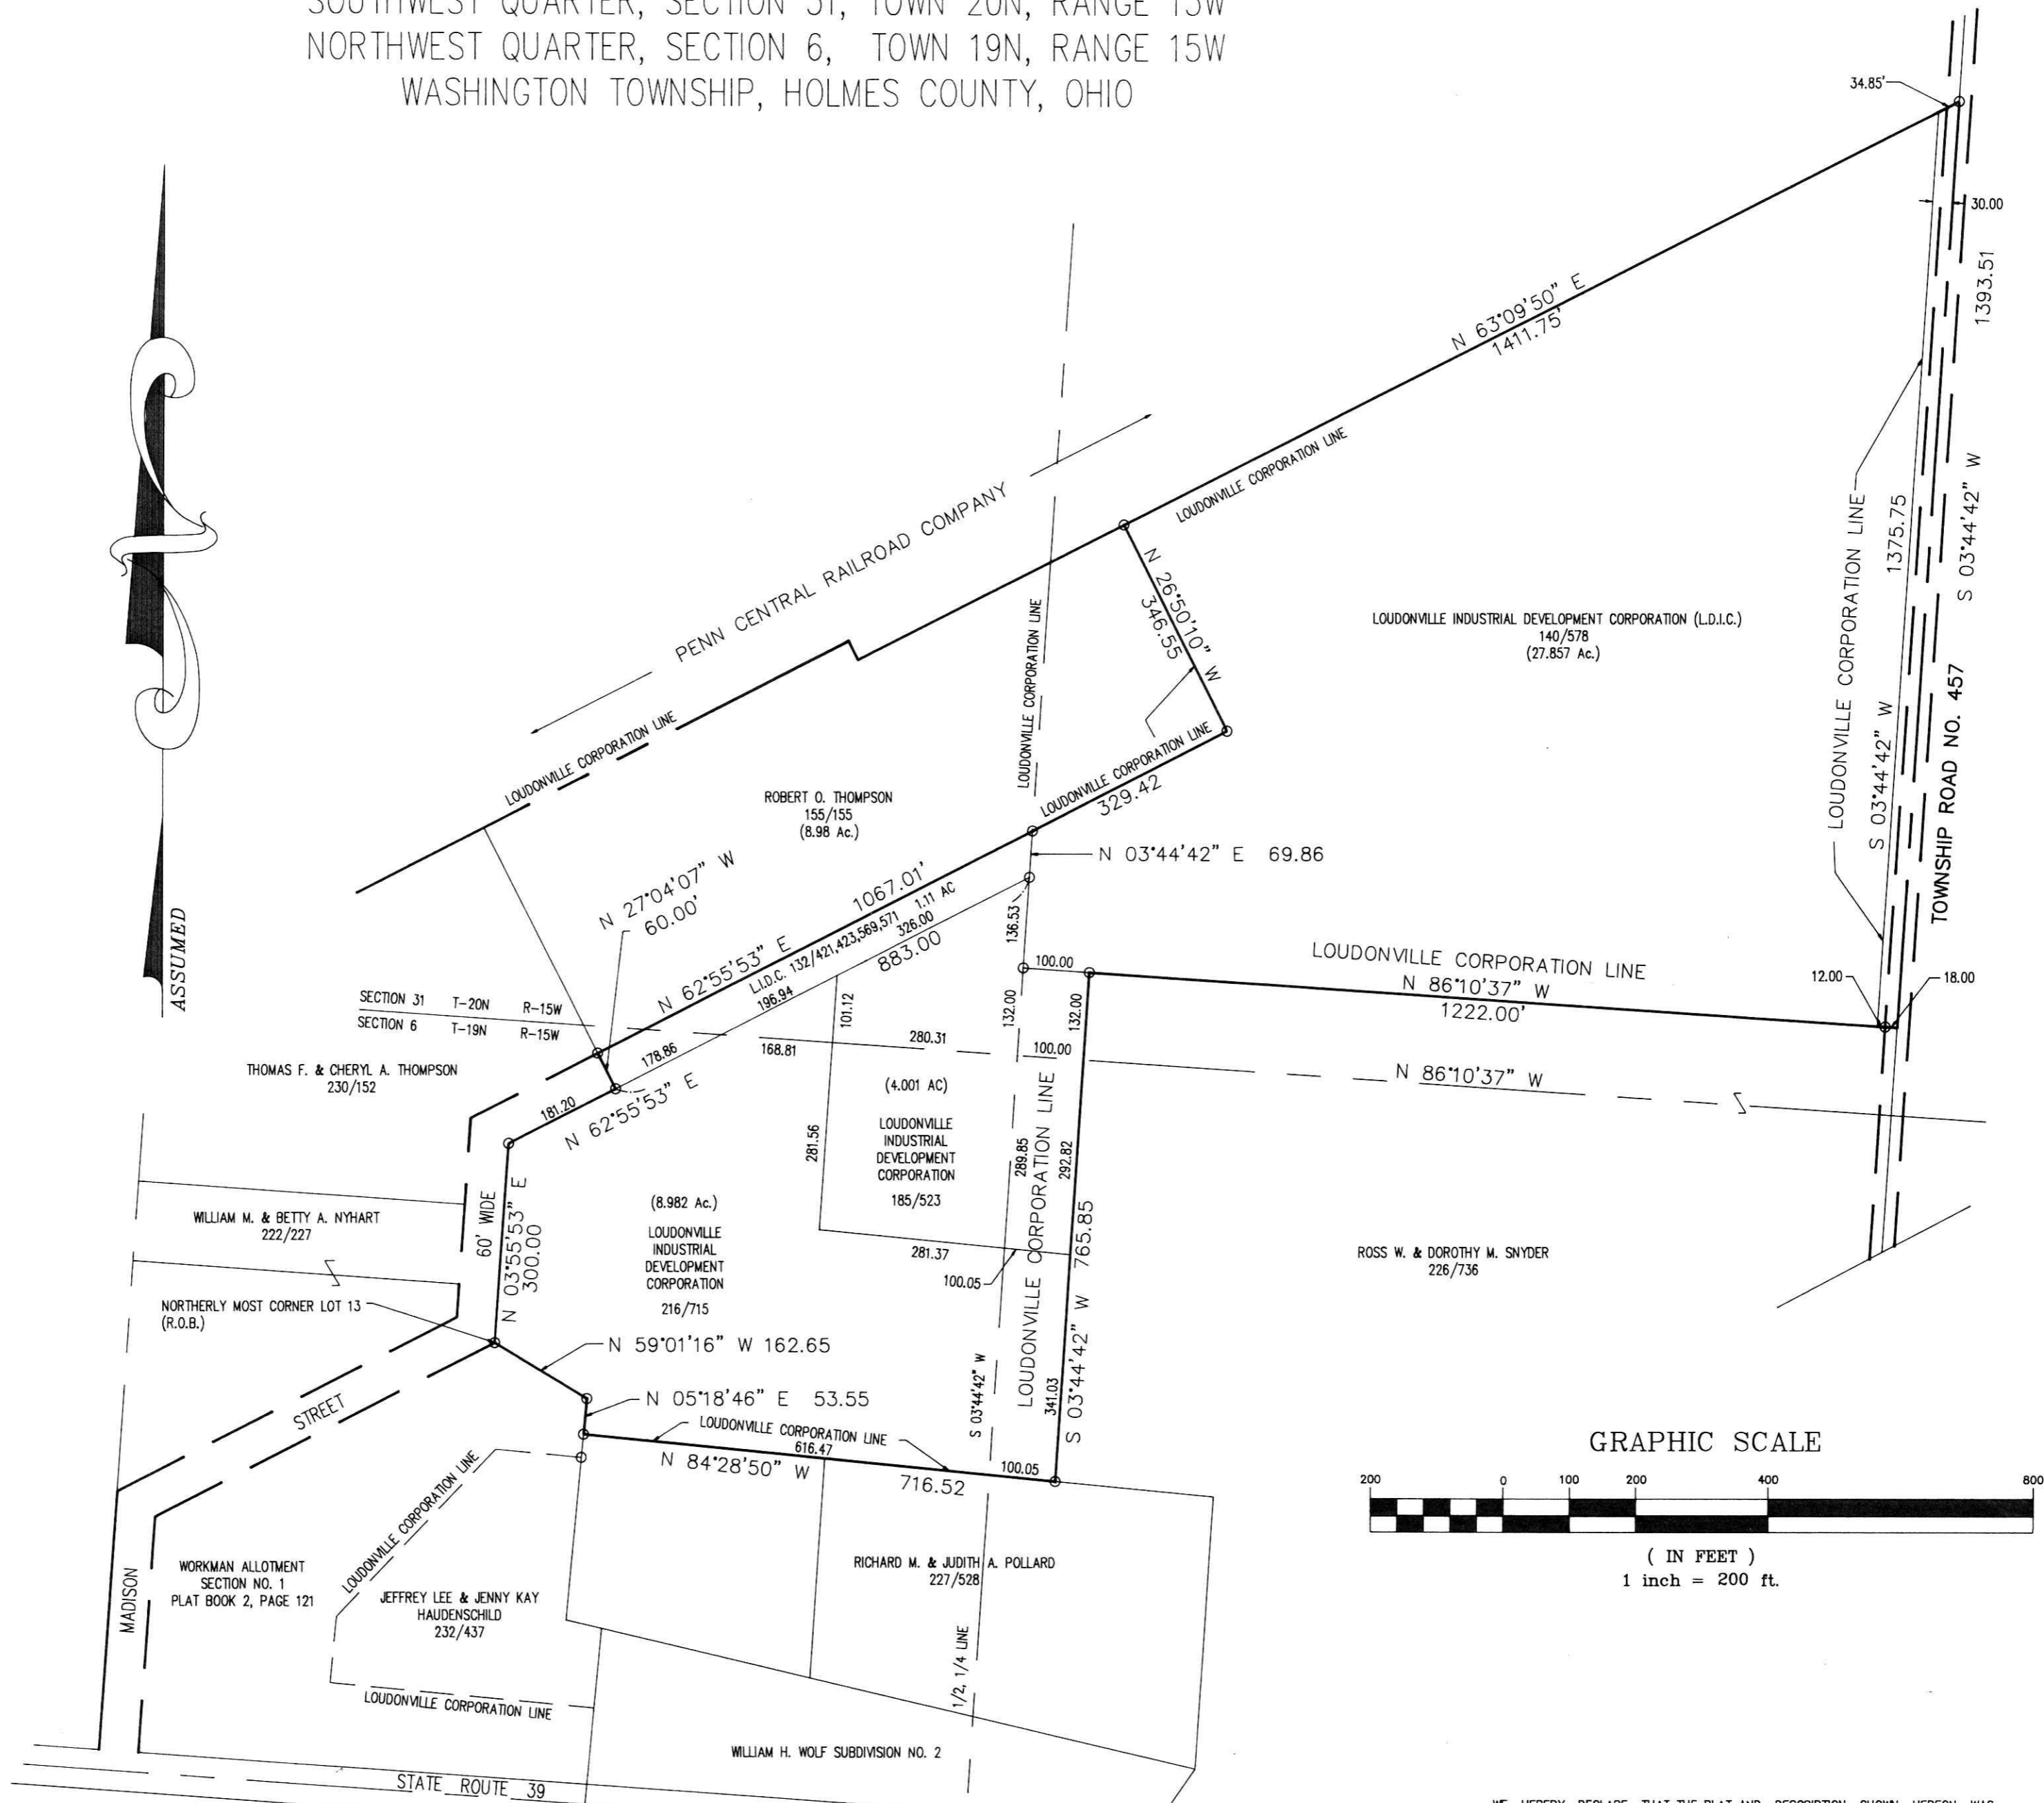 NORTHWEST QUARTER, SECTION 6, TOWN 19N, RANGE 15W
WASHINGTON TOWNSHIP, HOLMES COUNTY, OHIO
34.85'
30.00
1393.51
N 63°09'50" E
1411.75'
LOUDONVILLE CORPORATION LINE
PENN CENTRAL RAILROAD COMPANY
N 26°50'10" W
346.55
LOUDONVILLE INDUSTRIAL DEVELOPMENT CORPORATION (L.D.I.C.)
140/578
(27.857 Ac.)
LOUDONVILLE CORPORATION LINE
1375.75
S 03°44'42" W
S 03°44'42" W
TOWNSHIP ROAD NO. 457
LOUDONVILLE CORPORATION LINE
LOUDONVILLE CORPORATION LINE
LOUDONVILLE CORPORATION LINE
329.42
ROBERT O. THOMPSON
155/155
(8.98 Ac.)
N 03°44'42" E 69.86
N 27°04'07" W
60.00'
1067.01'
N 62°55'53" E
L.I.D.C. 132/421,423,569,571 1.11 AC
326.00
196.94
883.00
136.53
ASSUMED
100.00
LOUDONVILLE CORPORATION LINE
N 86°10'37" W
1222.00'
12.00
18.00
SECTION 31 T-20N R-15W
SECTION 6 T-19N R-15W
101.12
132.00
132.00
178.86
168.81
280.31
100.00
N 86°10'37" W
THOMAS F. & CHERYL A. THOMPSON
230/152
181.20
N 62°55'53" E
(4.001 AC)
LOUDONVILLE
INDUSTRIAL
DEVELOPMENT
CORPORATION
185/523
281.56
289.85
292.82
LOUDONVILLE CORPORATION LINE
281.37
100.05
765.85
S 03°44'42" W
341.03
S 03°44'42" W
WILLIAM M. & BETTY A. NYHART
222/227
60' WIDE
N 03°55'53" E
300.00
(8.982 Ac.)
LOUDONVILLE
INDUSTRIAL
DEVELOPMENT
CORPORATION
216/715
ROSS W. & DOROTHY M. SNYDER
226/736
NORTHERLY MOST CORNER LOT 13
(R.O.B.)
N 59°01'16" W 162.65
N 05°18'46" E 53.55
STREET
LOUDONVILLE CORPORATION LINE
616.47
N 84°28'50" W
716.52
100.05
LOUDONVILLE CORPORATION LINE
GRAPHIC SCALE
200 0 100 200 400 800
( IN FEET )
1 inch = 200 ft.
MADISON
WORKMAN ALLOTMENT
SECTION NO. 1
PLAT BOOK 2, PAGE 121
JEFFREY LEE & JENNY KAY
HAUDENSCHILD
232/437
RICHARD M. & JUDITH A. POLLARD
227/528
1/2, 1/4 LINE
LOUDONVILLE CORPORATION LINE
WILLIAM H. WOLF SUBDIVISION NO. 2
STATE ROUTE 39
WE HEREBY DECLARE THAT THE PLAT AND DESCRIPTION SHOWN HEREON WAS